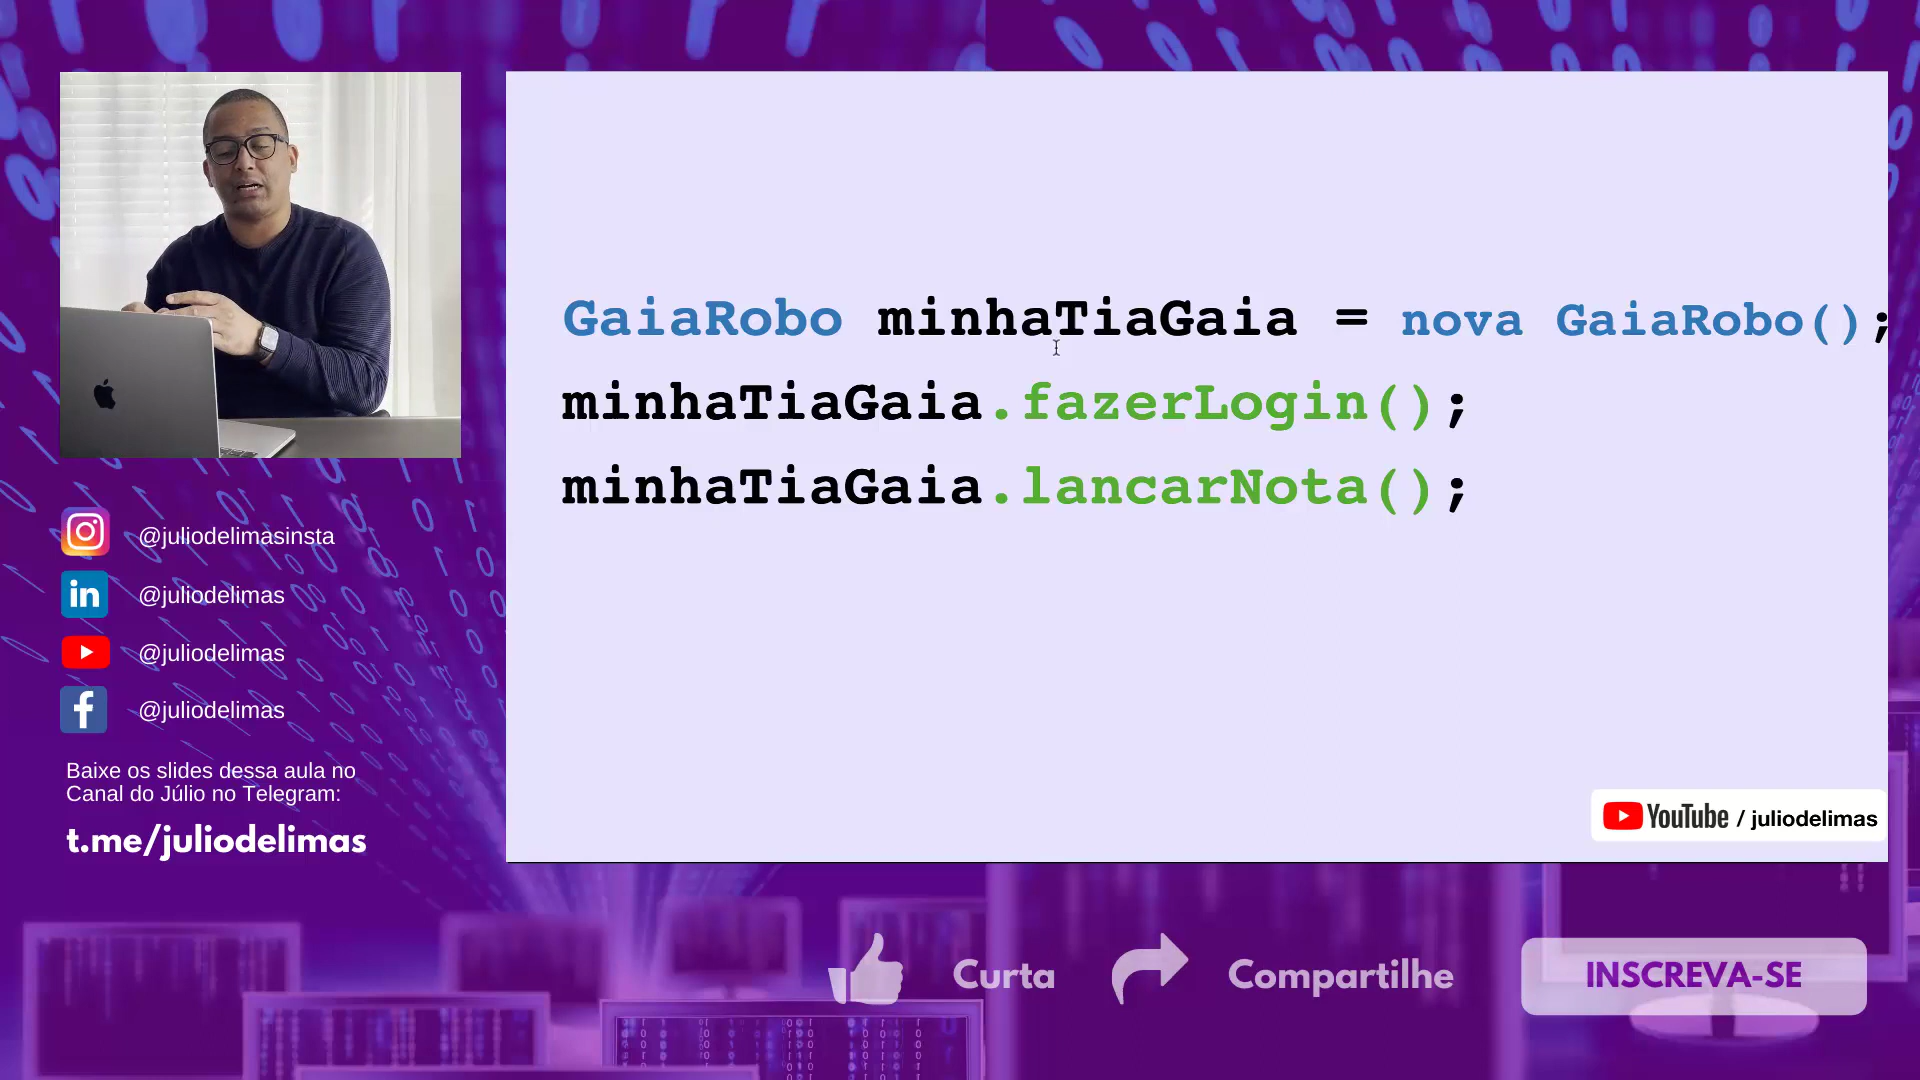 GaiaRobo minhaTiaGaia = nova GaiaRobo();
minhaTiaGaia.fazerLogin();
minhaTiaGaia.lancarNota();
@juliodelimasinsta
@juliodelimas
@juliodelimas
@juliodelimas
Baixe os slides dessa aula no
Canal do Júlio no Telegram:
t.me/juliodelimas
YouTube / juliodelimas
Curta
Compartilhe
INSCREVA-SE